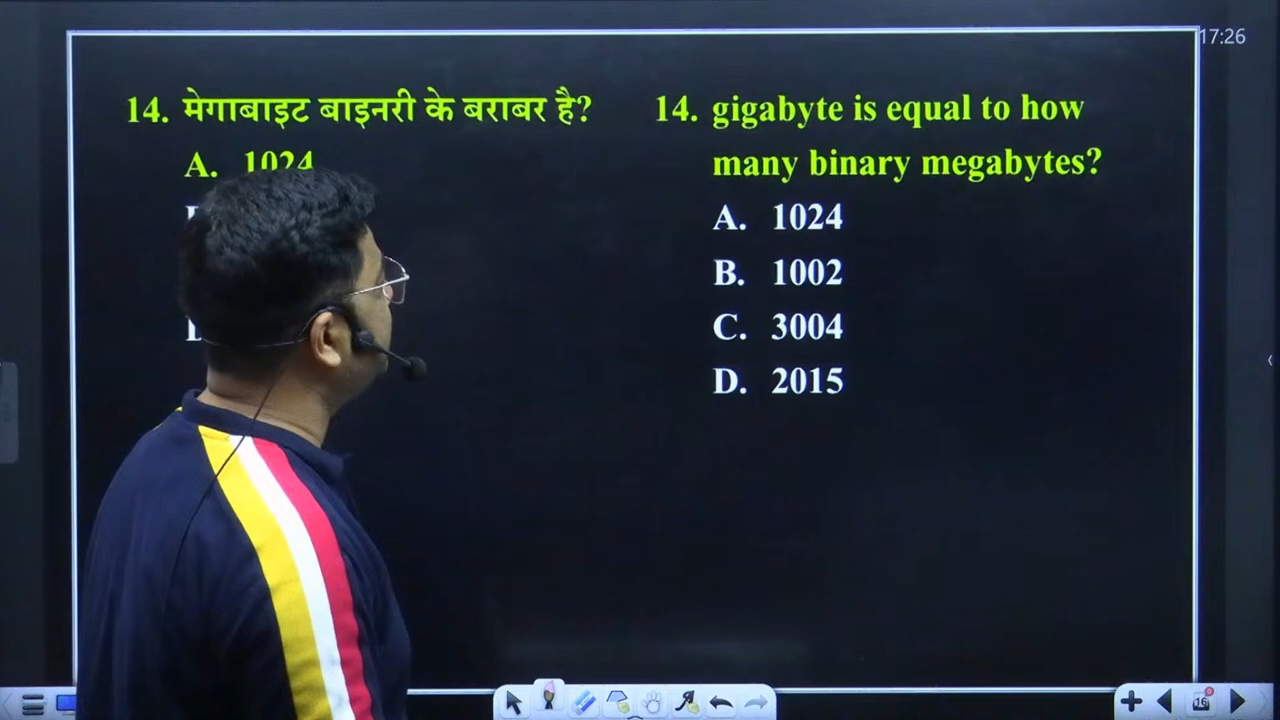 17:26
14. मेगाबाइट बाइनरी के बराबर है?
A. 1024
14. gigabyte is equal to how
many binary megabytes?
A. 1024
B. 1002
C. 3004
D. 2015
16